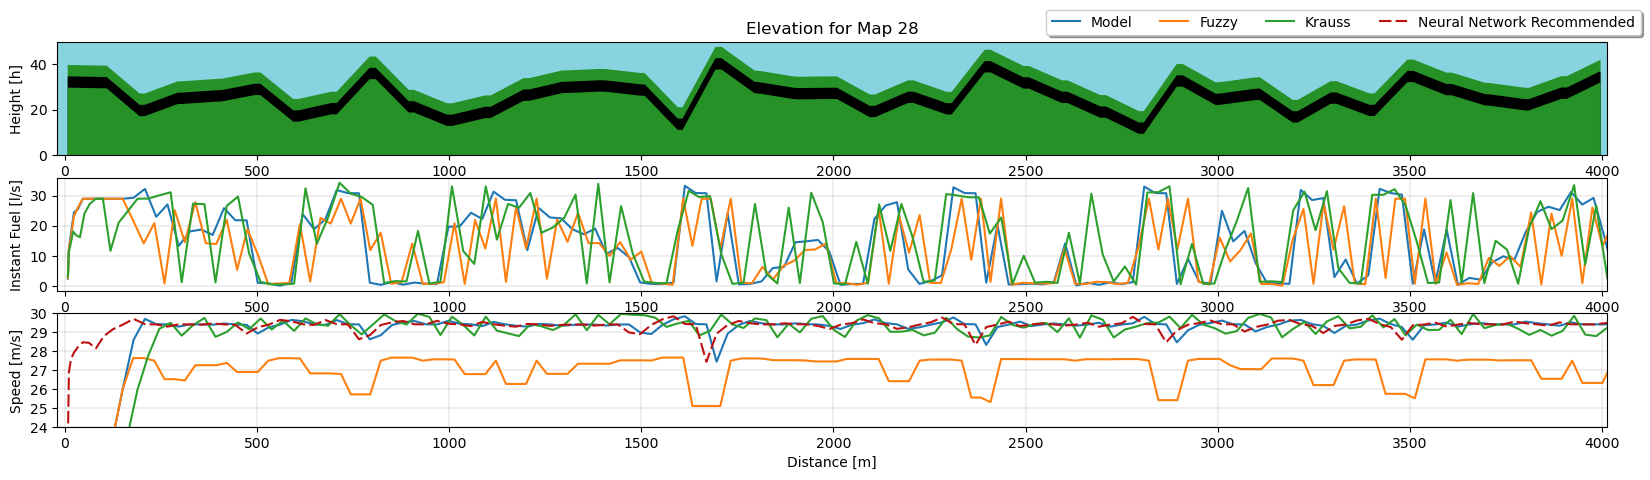 Elevation for Map 28
Model Fuzzy Krauss Neural Network Recommended
Height [h]
40
20
0
0 500 1000 1500 2000 2500 3000 3500 4000
Instant Fuel [l/s]
30
20
10
0
0 500 1000 1500 2000 2500 3000 3500 4000
Speed [m/s]
30
29
28
27
26
25
24
0 500 1000 1500 2000 2500 3000 3500 4000
Distance [m]